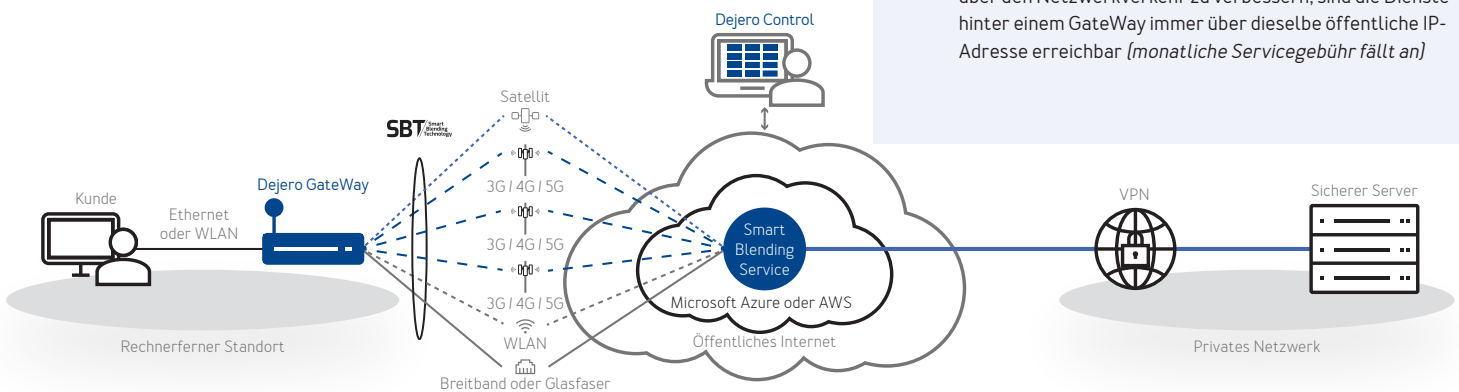 über den Netzwerkverkehr zu verbessern, sind die Dienste
hinter einem GateWay immer über dieselbe öffentliche IP-
Adresse erreichbar (monatliche Servicegebühr fällt an)
Dejero Control
Satellit
SBT Smart
Blending
Technology
Dejero GateWay
Kunde
Ethernet
oder WLAN
3G / 4G / 5G
3G / 4G / 5G
3G / 4G / 5G
WLAN
Breitband oder Glasfaser
Rechnerferner Standort
Smart
Blending
Service
Microsoft Azure oder AWS
Öffentliches Internet
VPN
Sicherer Server
Privates Netzwerk